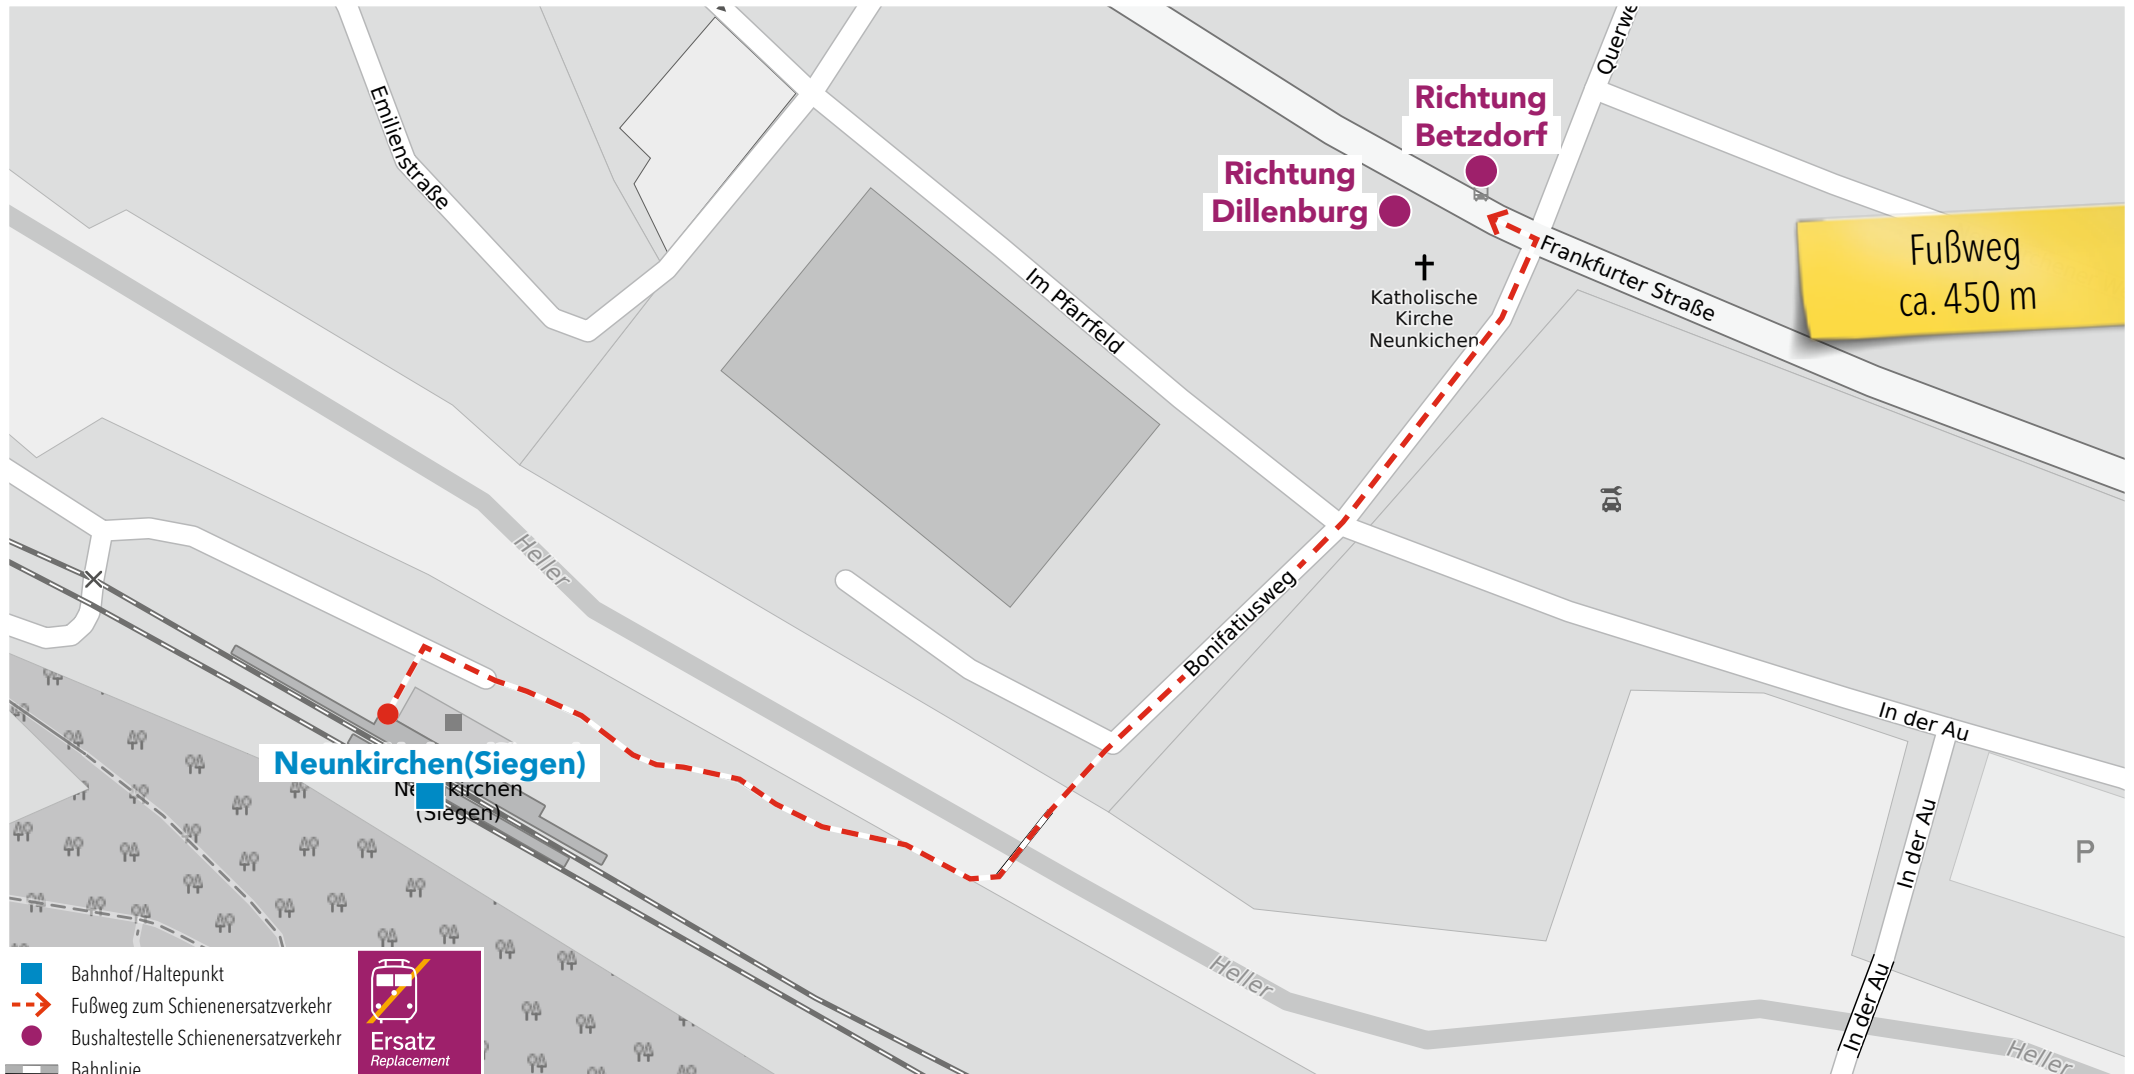 Querwe
Richtung
Betzdorf
Richtung
Dillenburg
Emilienstraße
Fußweg
ca. 450 m
Frankfurter Straße
Im Pfarrfeld
Katholische
Kirche
Neunkichen
Heller
Bonifatiusweg
In der Au
Neunkirchen(Siegen)
kirchen
(Siegen)
In der Au
P
Heller
In der Au
Heller
Bahnhof/Haltepunkt
Fußweg zum Schienenersatzverkehr
Bushaltestelle Schienenersatzverkehr
Bahnlinie
Ersatz
Replacement